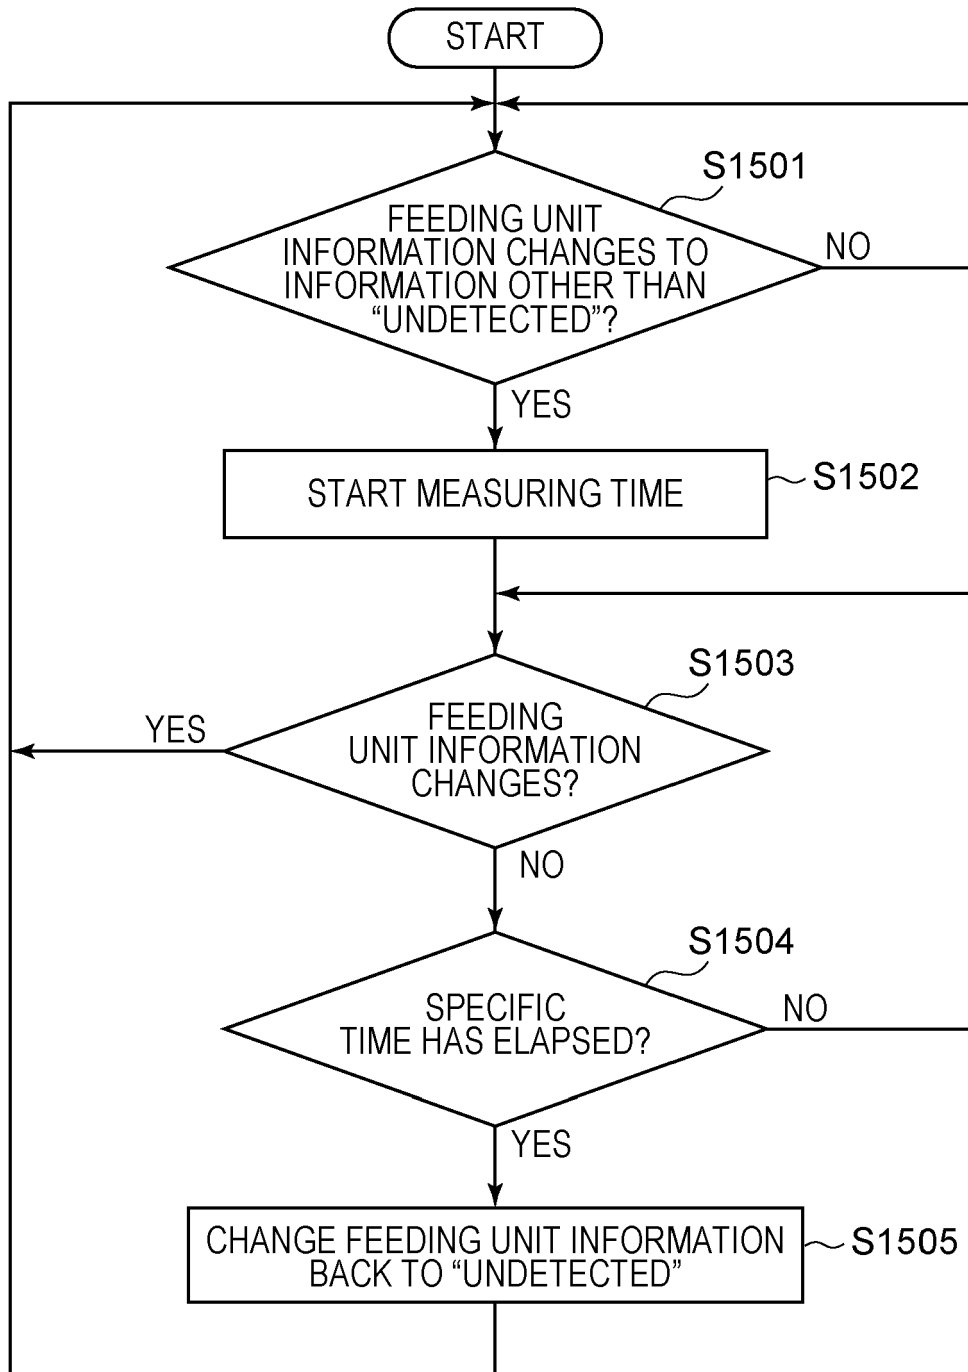 START
S1501
FEEDING UNIT
INFORMATION CHANGES TO
INFORMATION OTHER THAN
“UNDETECTED”?
NO
YES
START MEASURING TIME
S1502
S1503
YES
FEEDING
UNIT INFORMATION
CHANGES?
NO
S1504
SPECIFIC
TIME HAS ELAPSED?
NO
YES
CHANGE FEEDING UNIT INFORMATION
BACK TO “UNDETECTED”
S1505